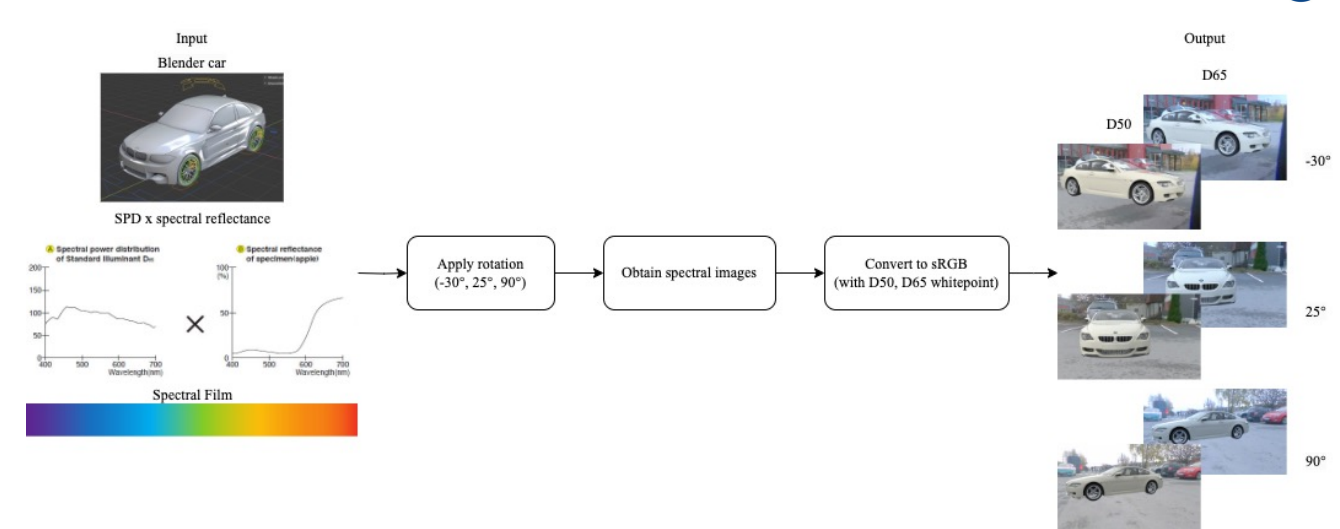 Input
Blender car
SPD x spectral reflectance
A Spectral power distribution
of Standard Illuminant D65
200
150
100
50
0
400
500
600
700
Wavelength(nm)
B Spectral reflectance
of specimen(apple)
100
(%)
50
0
400
500
600
700
Wavelength(nm)
Spectral Film
Apply rotation
(-30°, 25°, 90°)
Obtain spectral images
Convert to sRGB
(with D50, D65 whitepoint)
Output
D65
D50
-30°
25°
90°